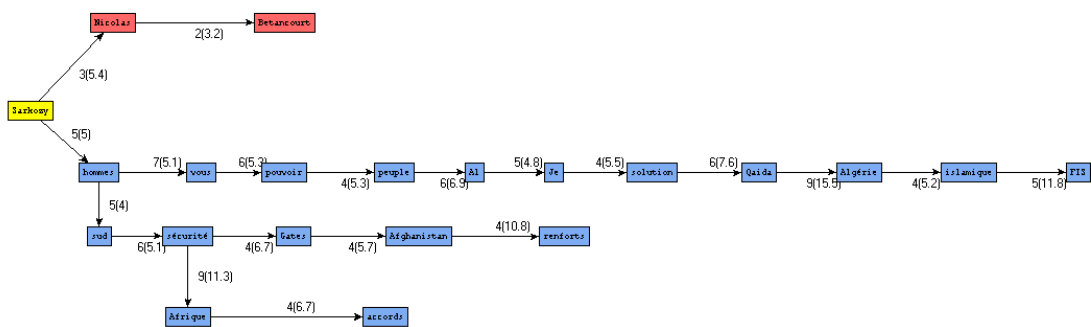 Nicolas
2(3.2)
Betancourt
3(5.4)
Sarkozy
5(5)
hommes
7(5.1)
vous
6(5.3)
pouvoir
4(5.3)
peuple
6(6.9)
Al
5(4.8)
Je
4(5.5)
solution
6(7.6)
Qaida
9(15.5)
Algérie
4(5.2)
islamique
5(11.8)
FIS
5(4)
sud
6(5.1)
sécurité
4(6.7)
Gates
4(5.7)
Afghanistan
4(10.8)
renforts
9(11.3)
Afrique
4(6.7)
accords